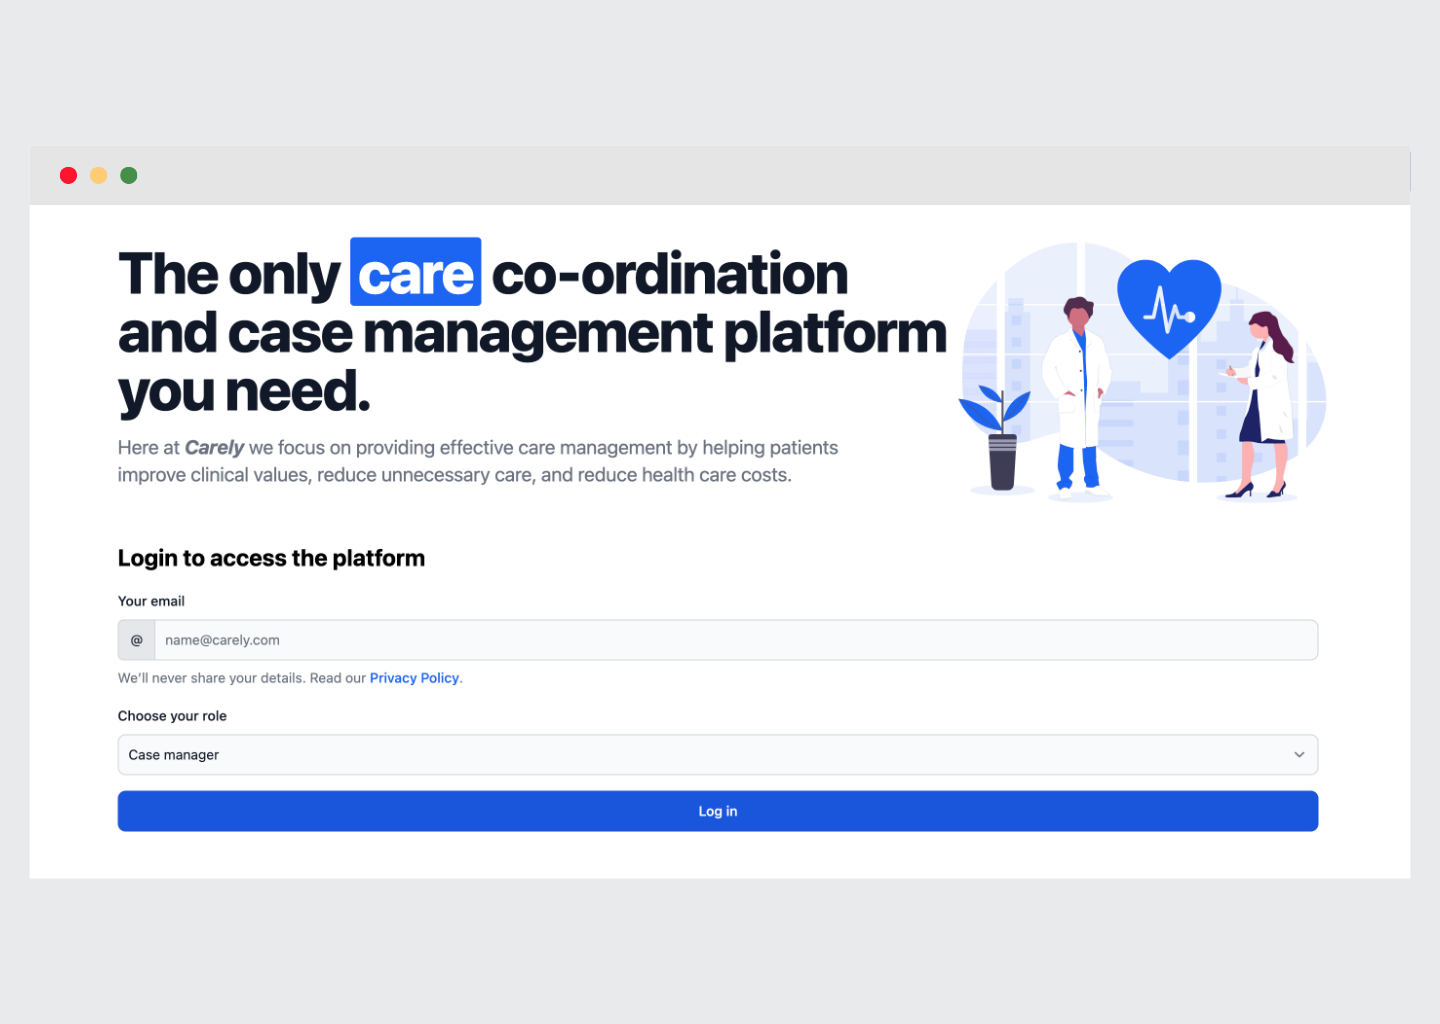 The only care co-ordination
and case management platform
you need.
Here at Carely we focus on providing effective care management by helping patients
improve clinical values, reduce unnecessary care, and reduce health care costs.
Login to access the platform
Your email
@ name@carely.com
We'll never share your details. Read our Privacy Policy.
Choose your role
Case manager
Log in